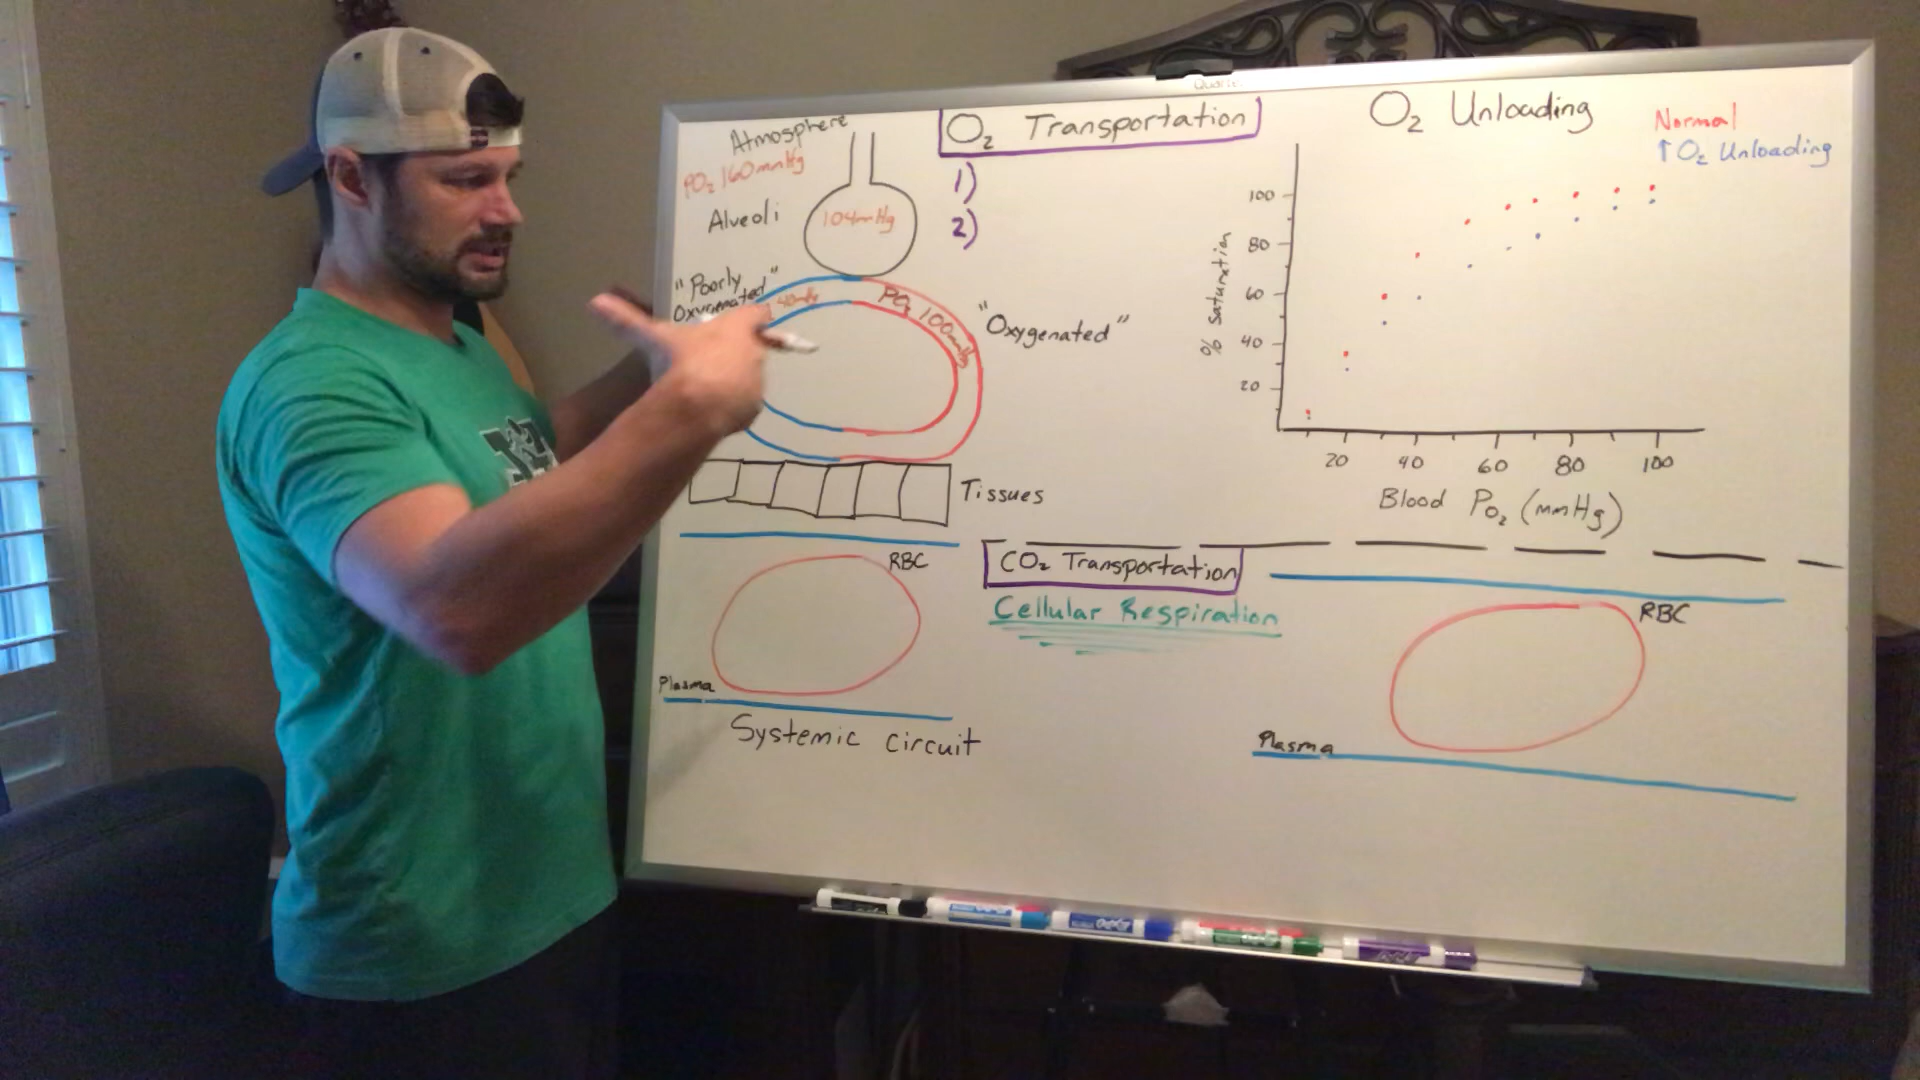 Atmosphere
PO₂ 160mmHg
Alveoli
104mmHg
"Poorly
Oxygenated"
40mmHg
PO₂ 100mmHg
"Oxygenated"
Tissues
O₂ Transportation
1)
2)
O₂ Unloading
Normal
↑O₂ Unloading
% Saturation
100
80
60
40
20
20 40 60 80 100
Blood PO₂ (mmHg)
CO₂ Transportation
Cellular Respiration
RBC
Plasma
Systemic circuit
RBC
Plasma